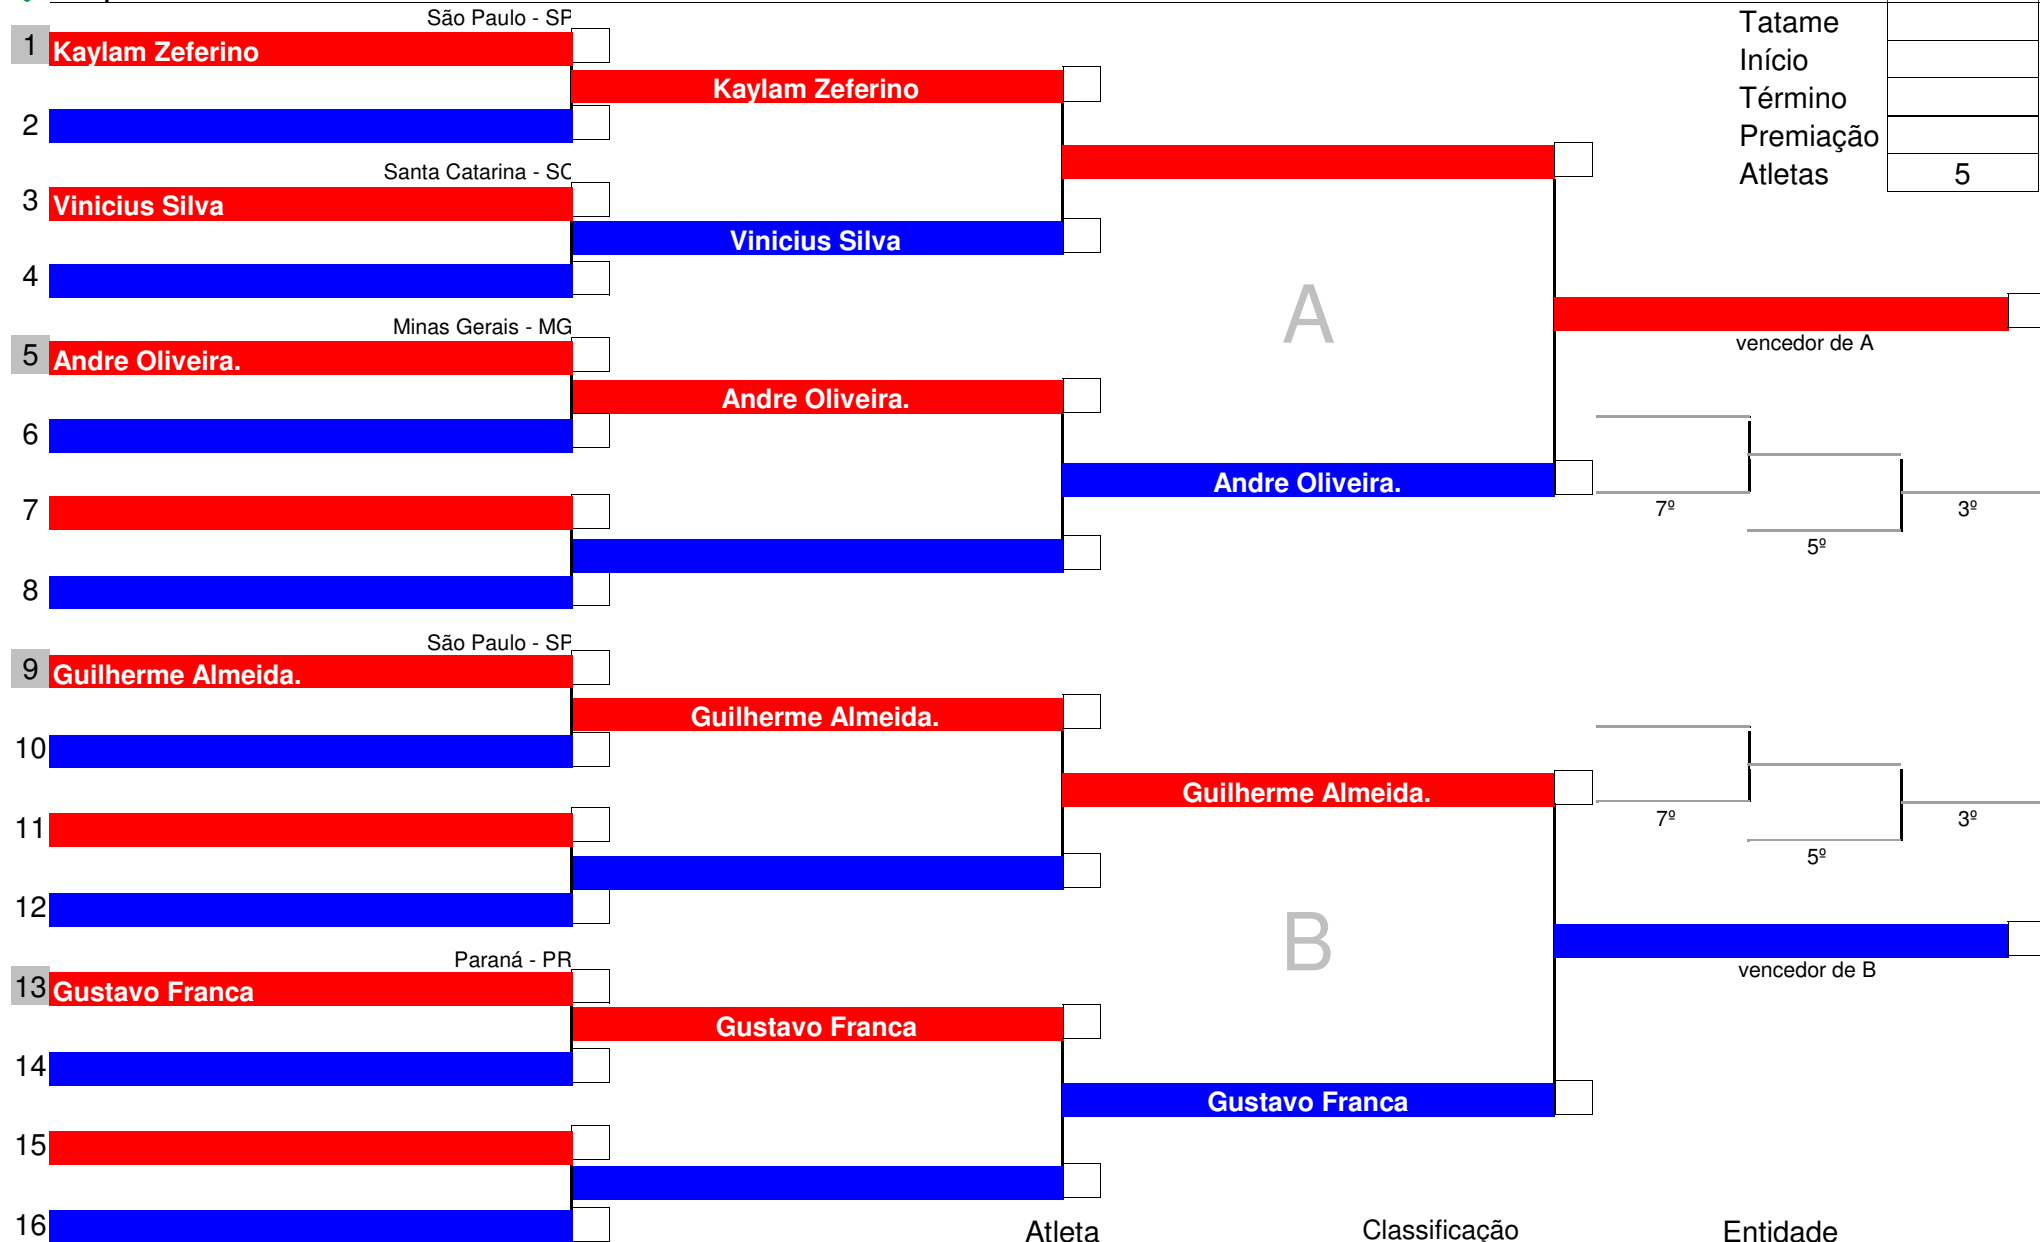 São Paulo - SP
1 Kaylam Zeferino
Kaylam Zeferino
2
Santa Catarina - SC
3 Vinicius Silva
Vinicius Silva
4
Minas Gerais - MG
5 Andre Oliveira.
Andre Oliveira.
6
Andre Oliveira.
7
8
São Paulo - SP
9 Guilherme Almeida.
Guilherme Almeida.
10
Guilherme Almeida.
11
12
Paraná - PR
13 Gustavo Franca
Gustavo Franca
14
Gustavo Franca
15
16
A
B
Tatame
Início
Término
Premiação
Atletas 5
vencedor de A
7º
3º
5º
7º
3º
5º
vencedor de B
Atleta Classificação Entidade